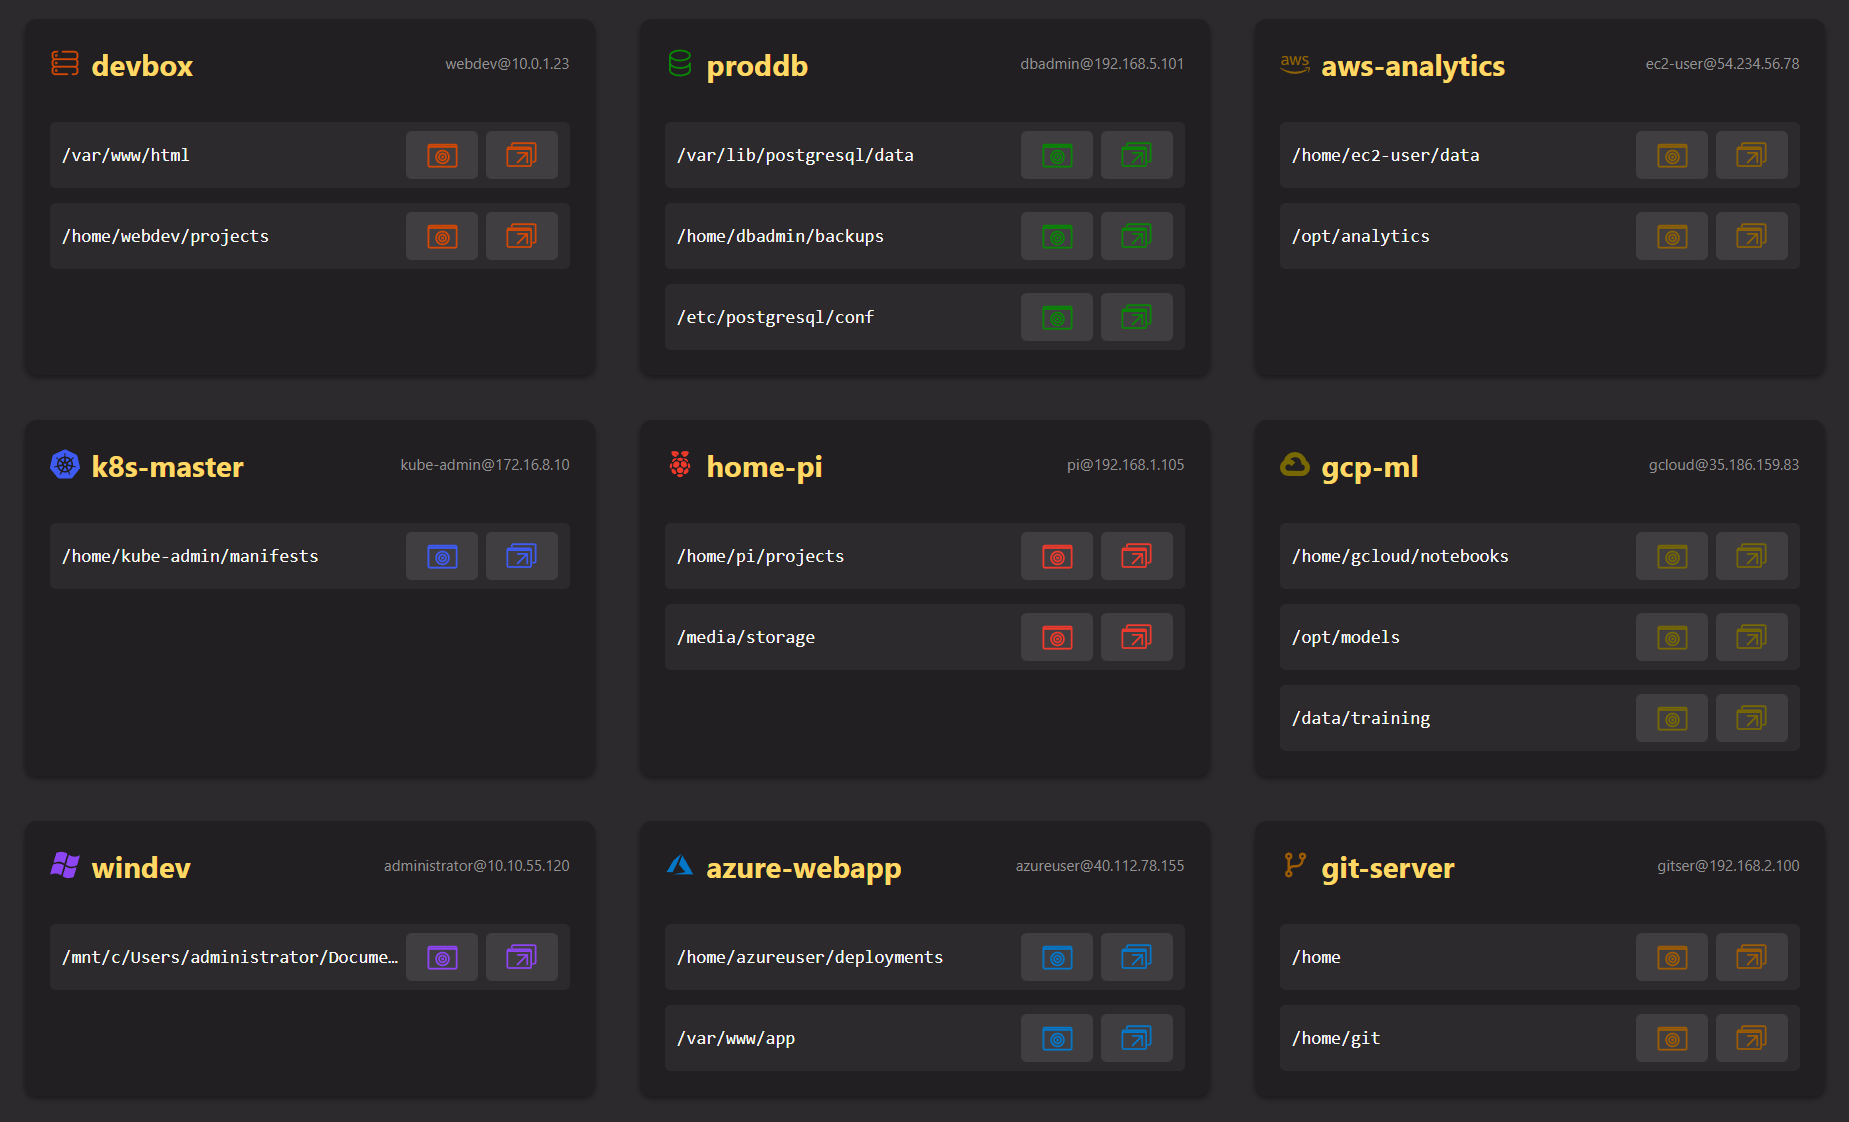 devbox
webdev@10.0.1.23
/var/www/html
/home/webdev/projects
proddb
dbadmin@192.168.5.101
/var/lib/postgresql/data
/home/dbadmin/backups
/etc/postgresql/conf
aws
aws-analytics
ec2-user@54.234.56.78
/home/ec2-user/data
/opt/analytics
k8s-master
kube-admin@172.16.8.10
/home/kube-admin/manifests
home-pi
pi@192.168.1.105
/home/pi/projects
/media/storage
gcp-ml
gcloud@35.186.159.83
/home/gcloud/notebooks
/opt/models
/data/training
windev
administrator@10.10.55.120
/mnt/c/Users/administrator/Docume…
azure-webapp
azureuser@40.112.78.155
/home/azureuser/deployments
/var/www/app
git-server
gitser@192.168.2.100
/home
/home/git